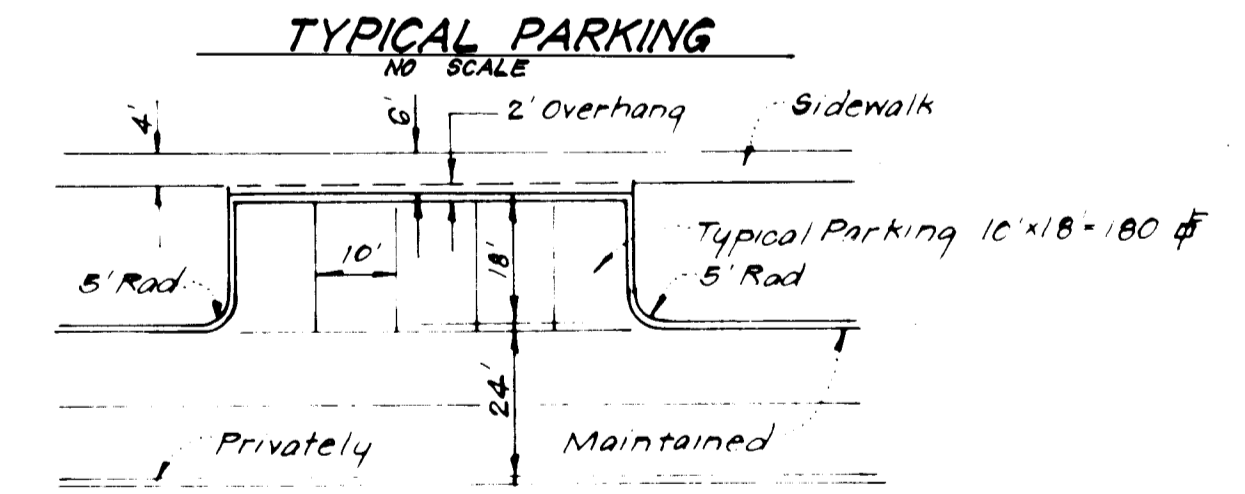 TYPICAL PARKING
NO SCALE
4'
6'
2' Overhang
Sidewalk
10'
18'
Typical Parking 10'x18'=180
5' Rad.
5' Rad
24'
Privately
Maintained